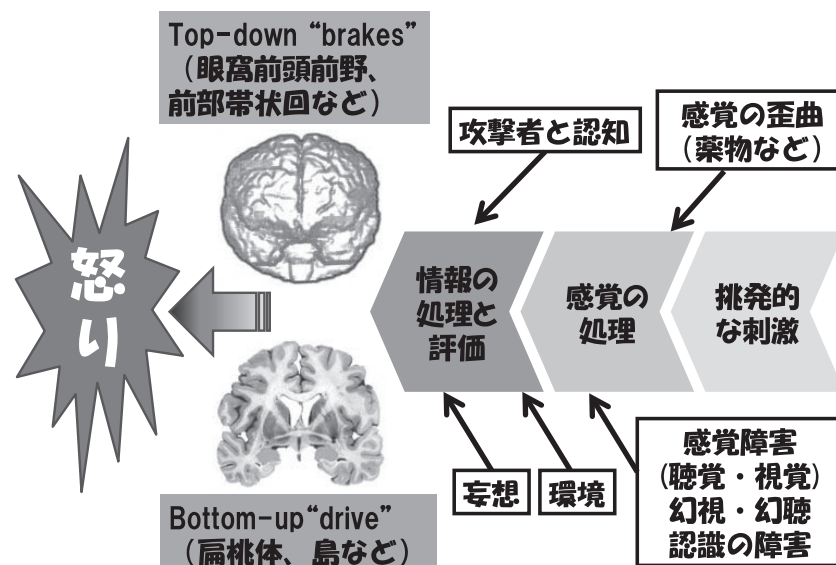 Top-down “brakes”
（眼窩前頭前野、
前部帯状回など）
攻撃者と認知
感覚の歪曲
（薬物など）
怒り
情報の
処理と
評価
感覚の
処理
挑発的
な刺激
妄想
環境
感覚障害
（聴覚・視覚）
幻視・幻聴
認識の障害
Bottom-up“drive”
（扁桃体、島など）